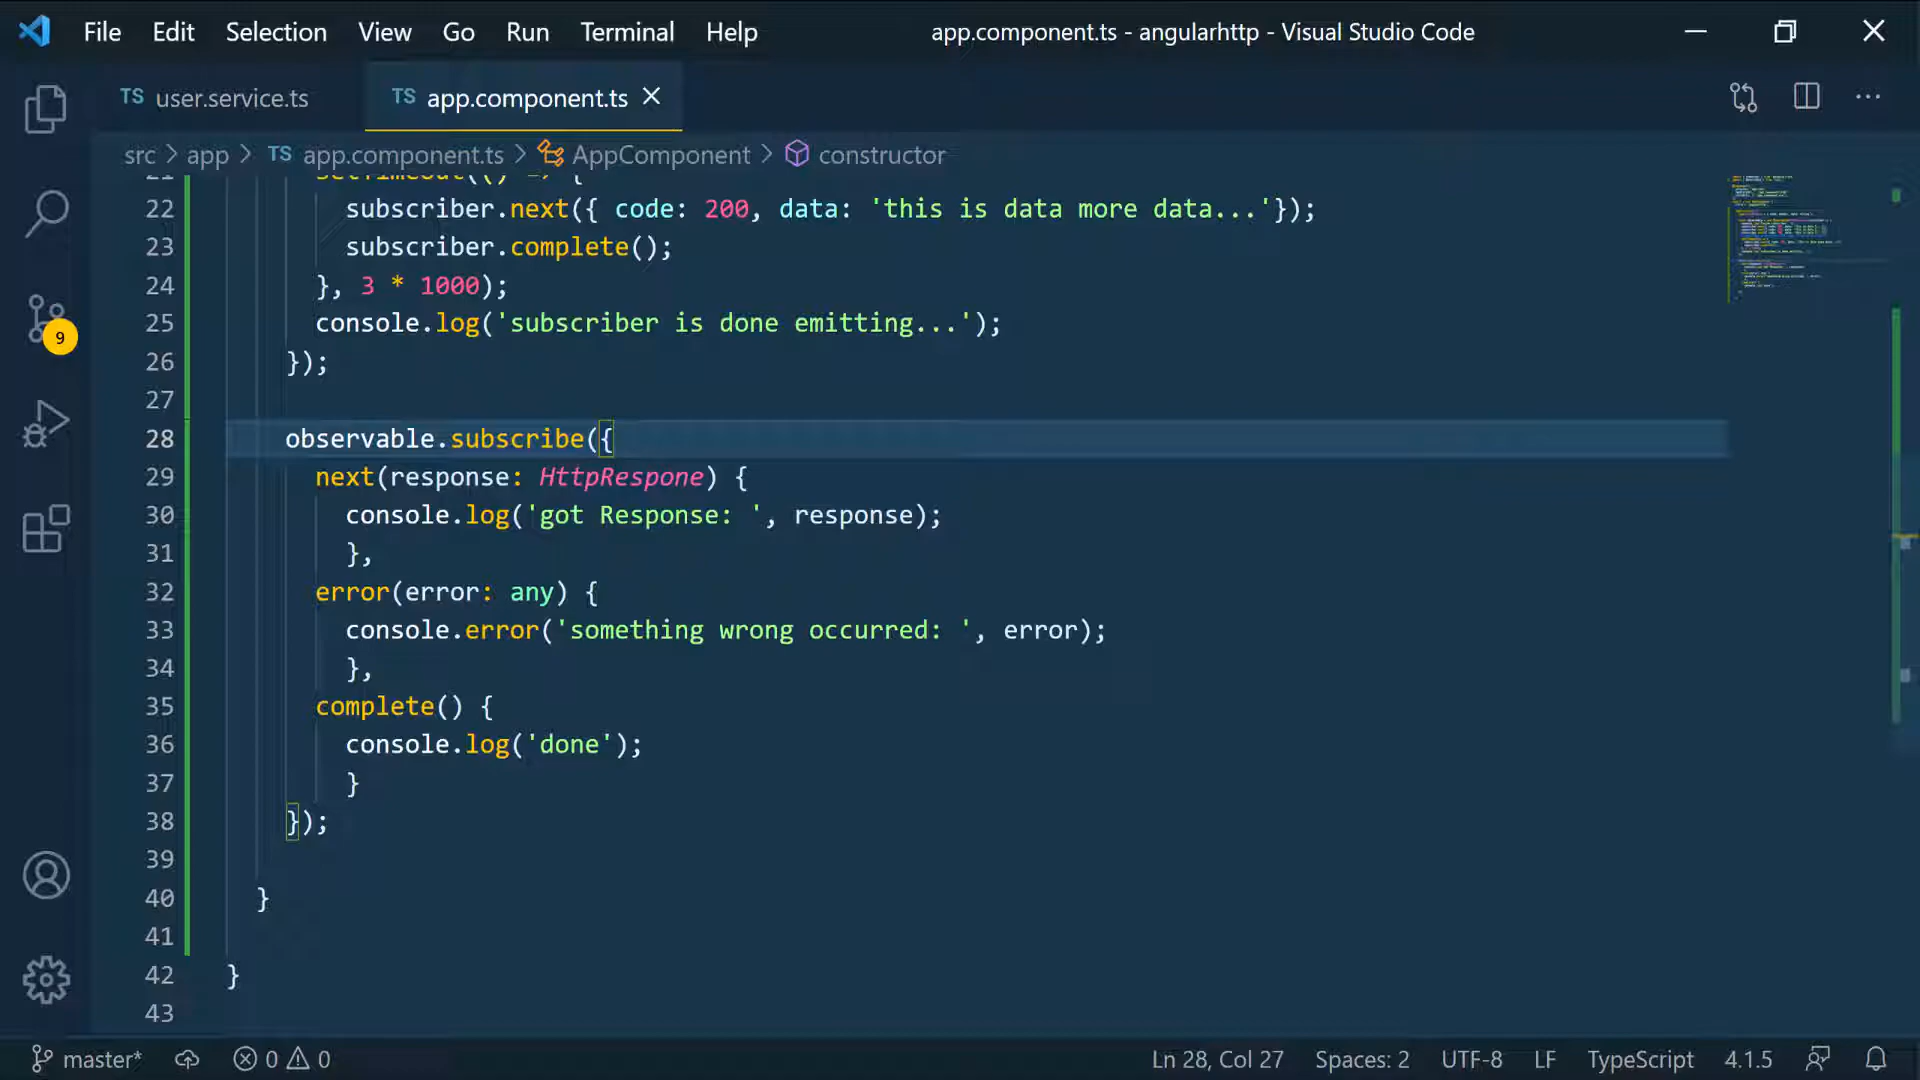 File Edit Selection View Go Run Terminal Help app.component.ts - angularhttp - Visual Studio Code
TS user.service.ts TS app.component.ts
src > app > TS app.component.ts > AppComponent > constructor
21 setTimeout(() => {
22 subscriber.next({ code: 200, data: 'this is data more data...'});
23 subscriber.complete();
24 }, 3 * 1000);
25 console.log('subscriber is done emitting...');
26 });
27
28 observable.subscribe({
29 next(response: HttpRespone) {
30 console.log('got Response: ', response);
31 },
32 error(error: any) {
33 console.error('something wrong occurred: ', error);
34 },
35 complete() {
36 console.log('done');
37 }
38 });
39
40 }
41
42 }
43
9
master* 0 0 Ln 28, Col 27 Spaces: 2 UTF-8 LF TypeScript 4.1.5